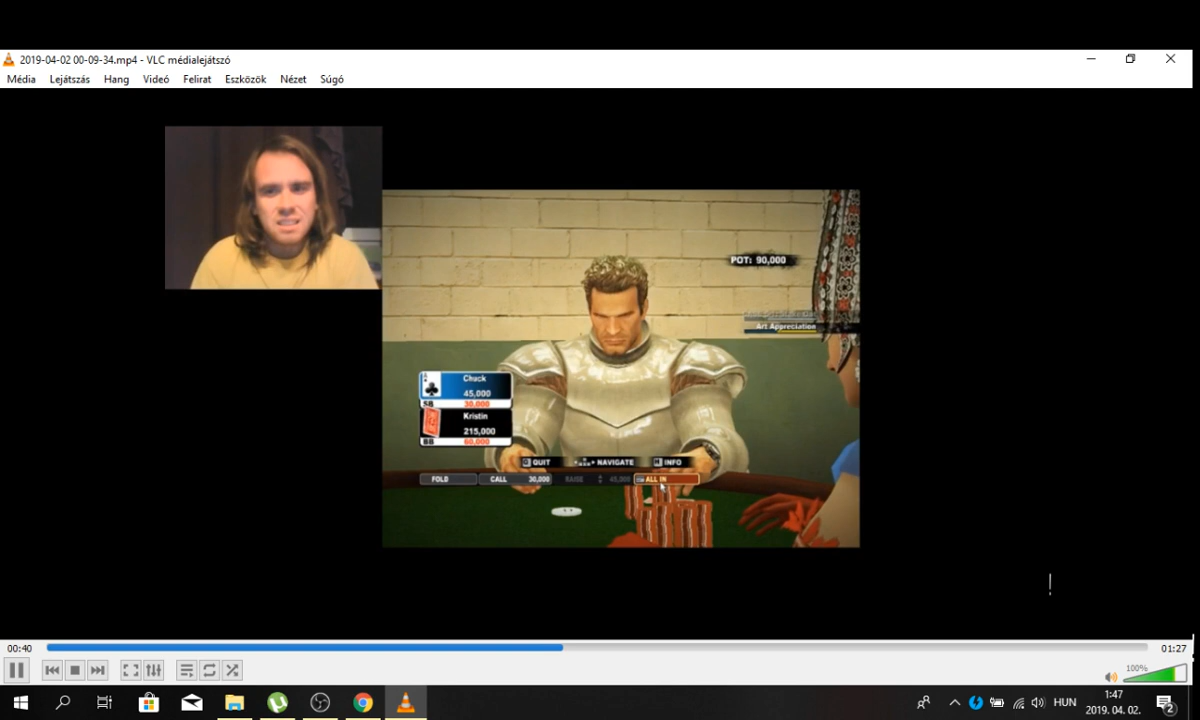 2019-04-02 00-09-34.mp4 - VLC médialejátszó
Média Lejátszás Hang Videó Felirat Eszközök Nézet Súgó
POT: 90,000
Art Appreciation
Chuck
45,000
SB 30,000
Kristin
215,000
BB 60,000
QUIT NAVIGATE INFO
FOLD CALL 30,000 RAISE 45,000 ALL IN
00:40 01:27
100%
HUN
1:47
2019. 04. 02.
2